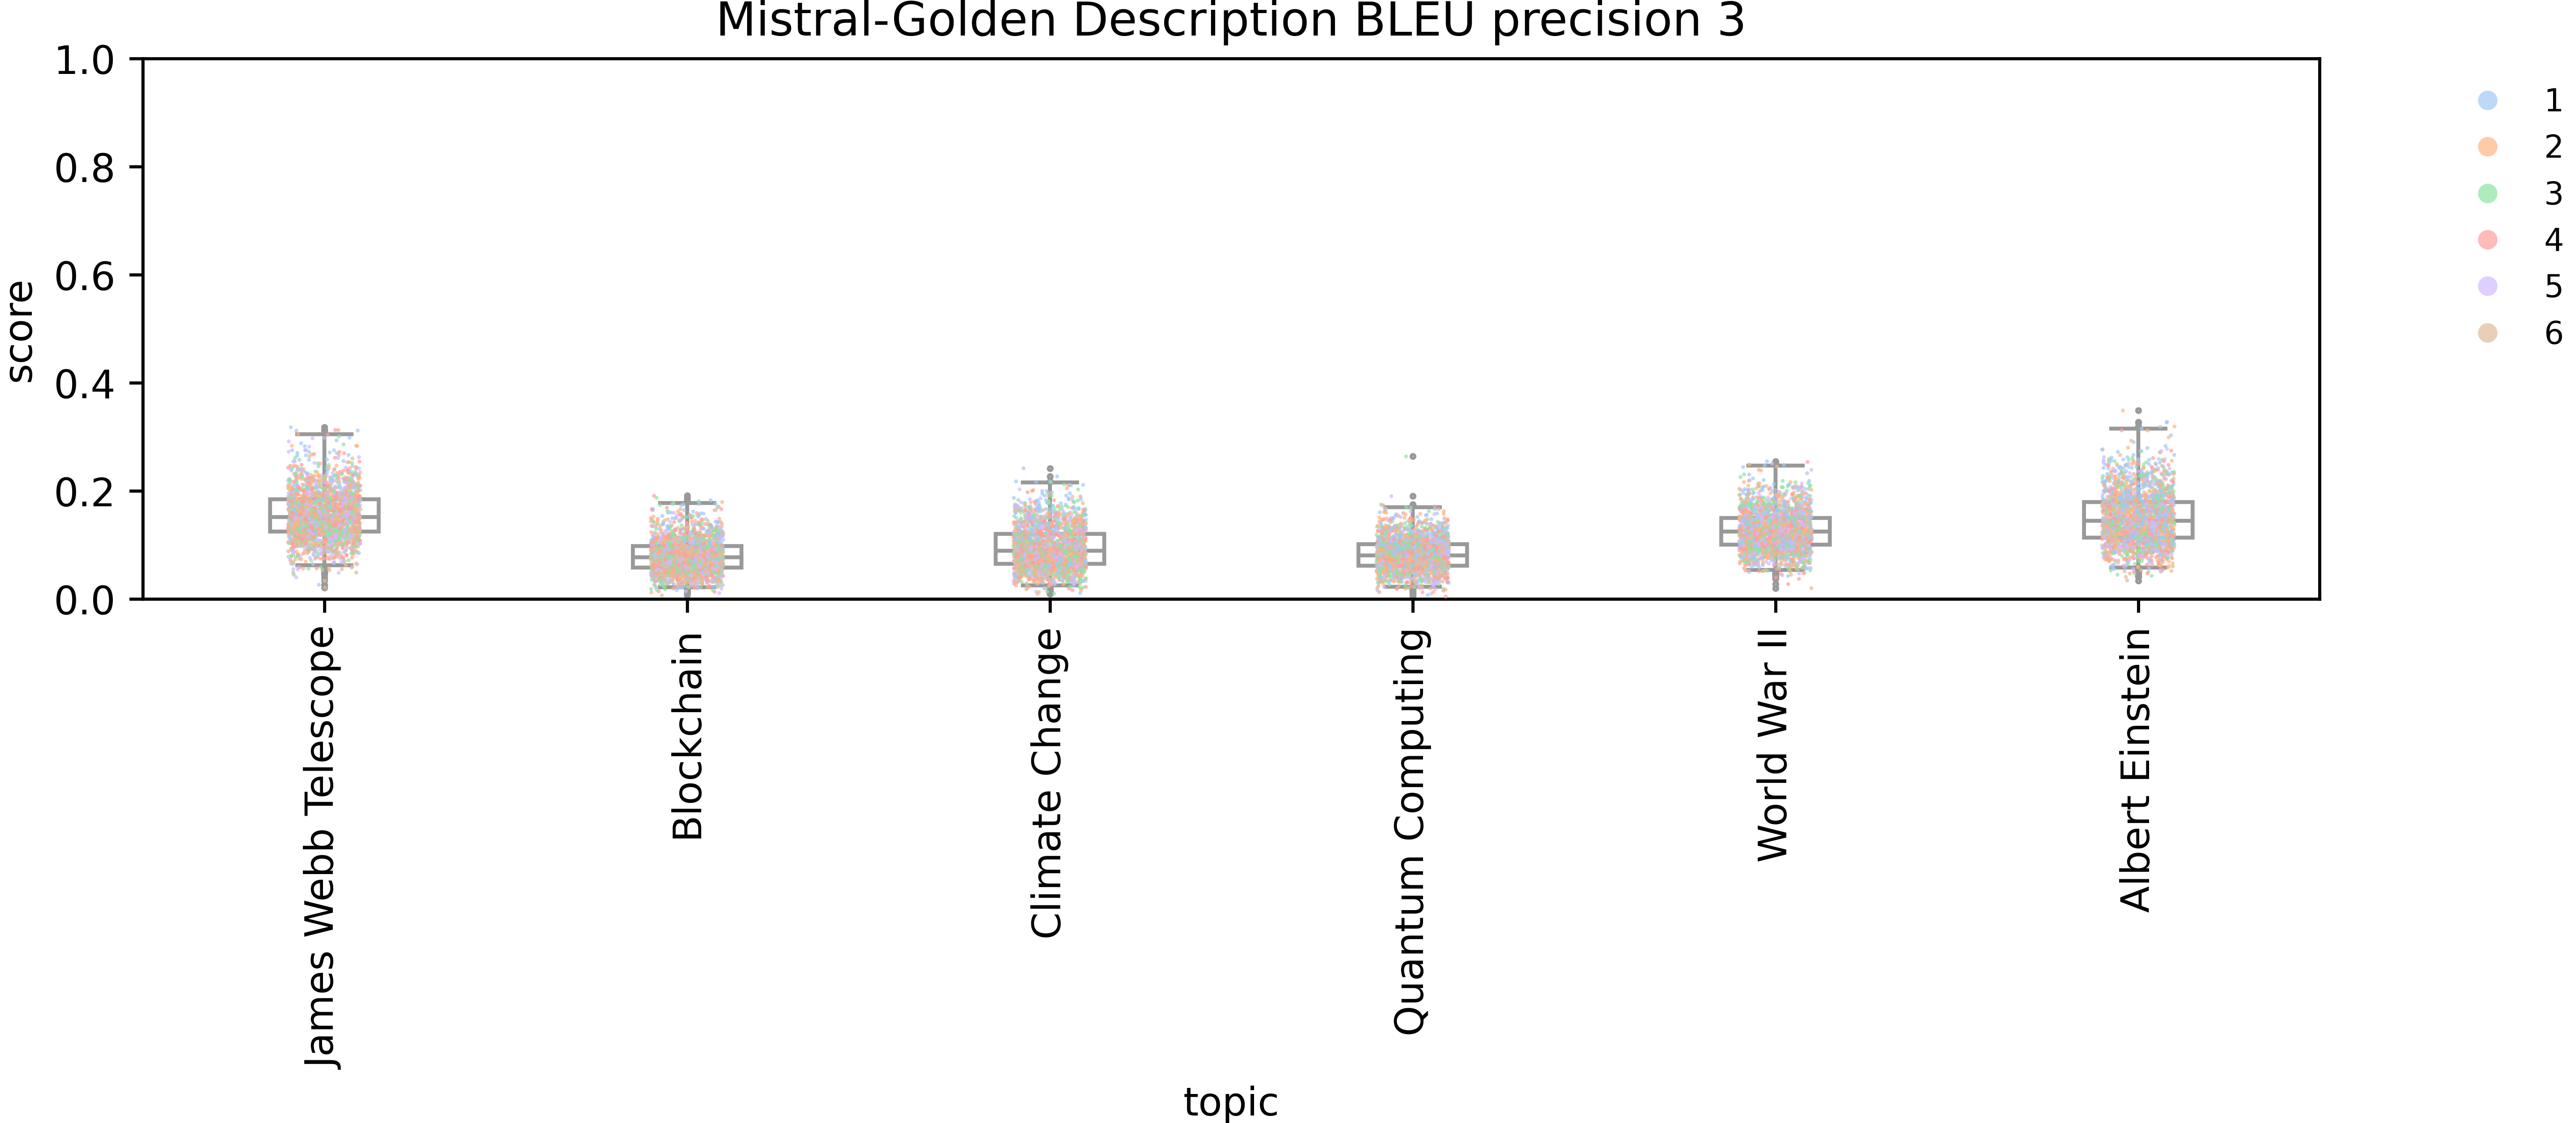 Mistral-Golden Description BLEU precision 3
1.0
0.8
0.6
0.4
0.2
0.0
score
1
2
3
4
5
6
James Webb Telescope
Blockchain
Climate Change
Quantum Computing
World War II
Albert Einstein
topic